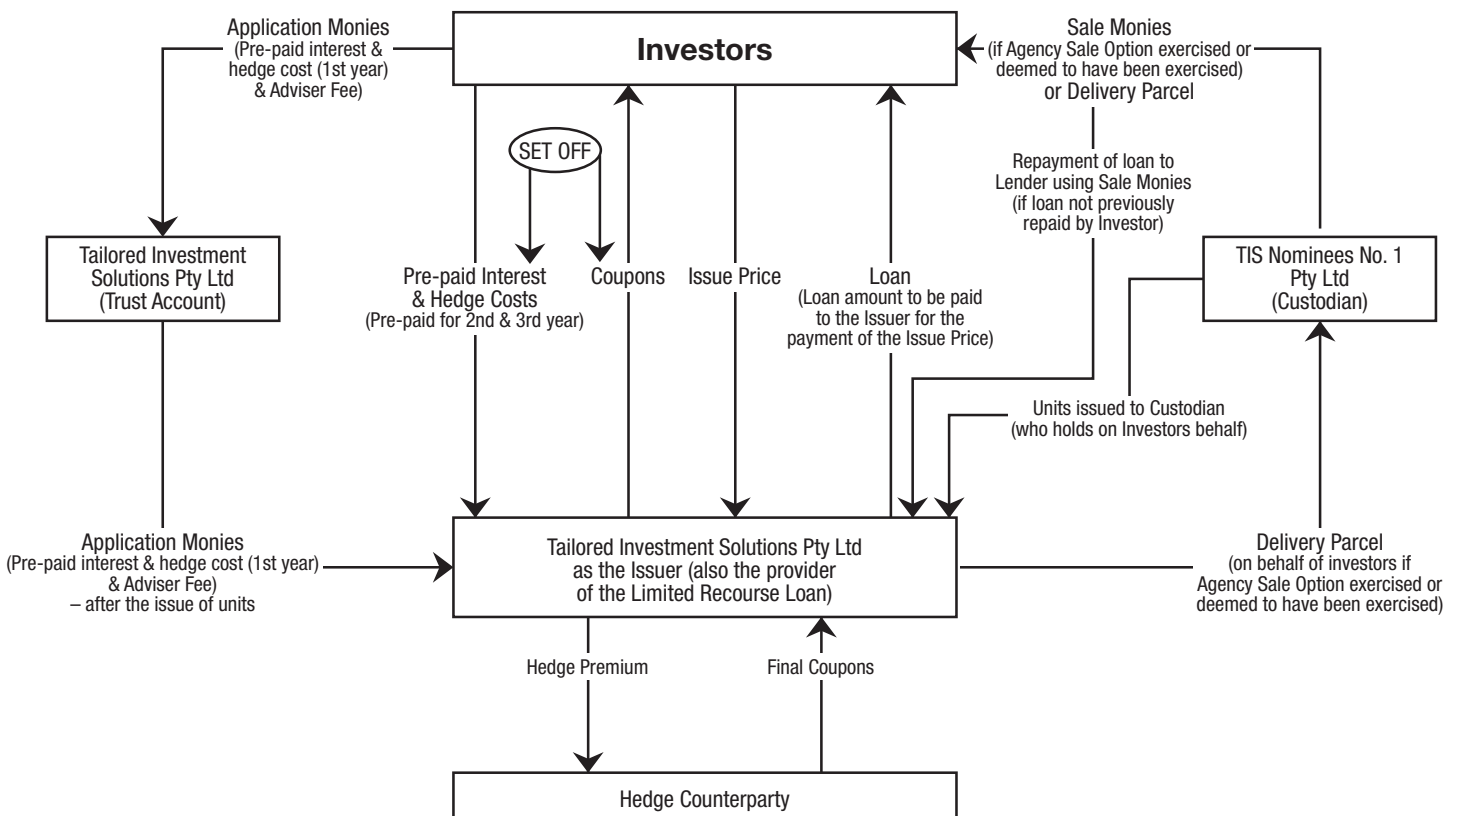 Application Monies
(Pre-paid interest &
hedge cost (1st year)
& Adviser Fee)
Investors
Sale Monies
(if Agency Sale Option exercised or
deemed to have been exercised)
or Delivery Parcel
SET OFF
Repayment of loan to
Lender using Sale Monies
(if loan not previously
repaid by Investor)
Tailored Investment
Solutions Pty Ltd
(Trust Account)
Pre-paid Interest
& Hedge Costs
(Pre-paid for 2nd & 3rd year)
Coupons
Issue Price
Loan
(Loan amount to be paid
to the Issuer for the
payment of the Issue Price)
TIS Nominees No. 1
Pty Ltd
(Custodian)
Units issued to Custodian
(who holds on Investors behalf)
Application Monies
(Pre-paid interest & hedge cost (1st year)
& Adviser Fee)
– after the issue of units
Tailored Investment Solutions Pty Ltd
as the Issuer (also the provider
of the Limited Recourse Loan)
Delivery Parcel
(on behalf of investors if
Agency Sale Option exercised or
deemed to have been exercised)
Hedge Premium
Final Coupons
Hedge Counterparty